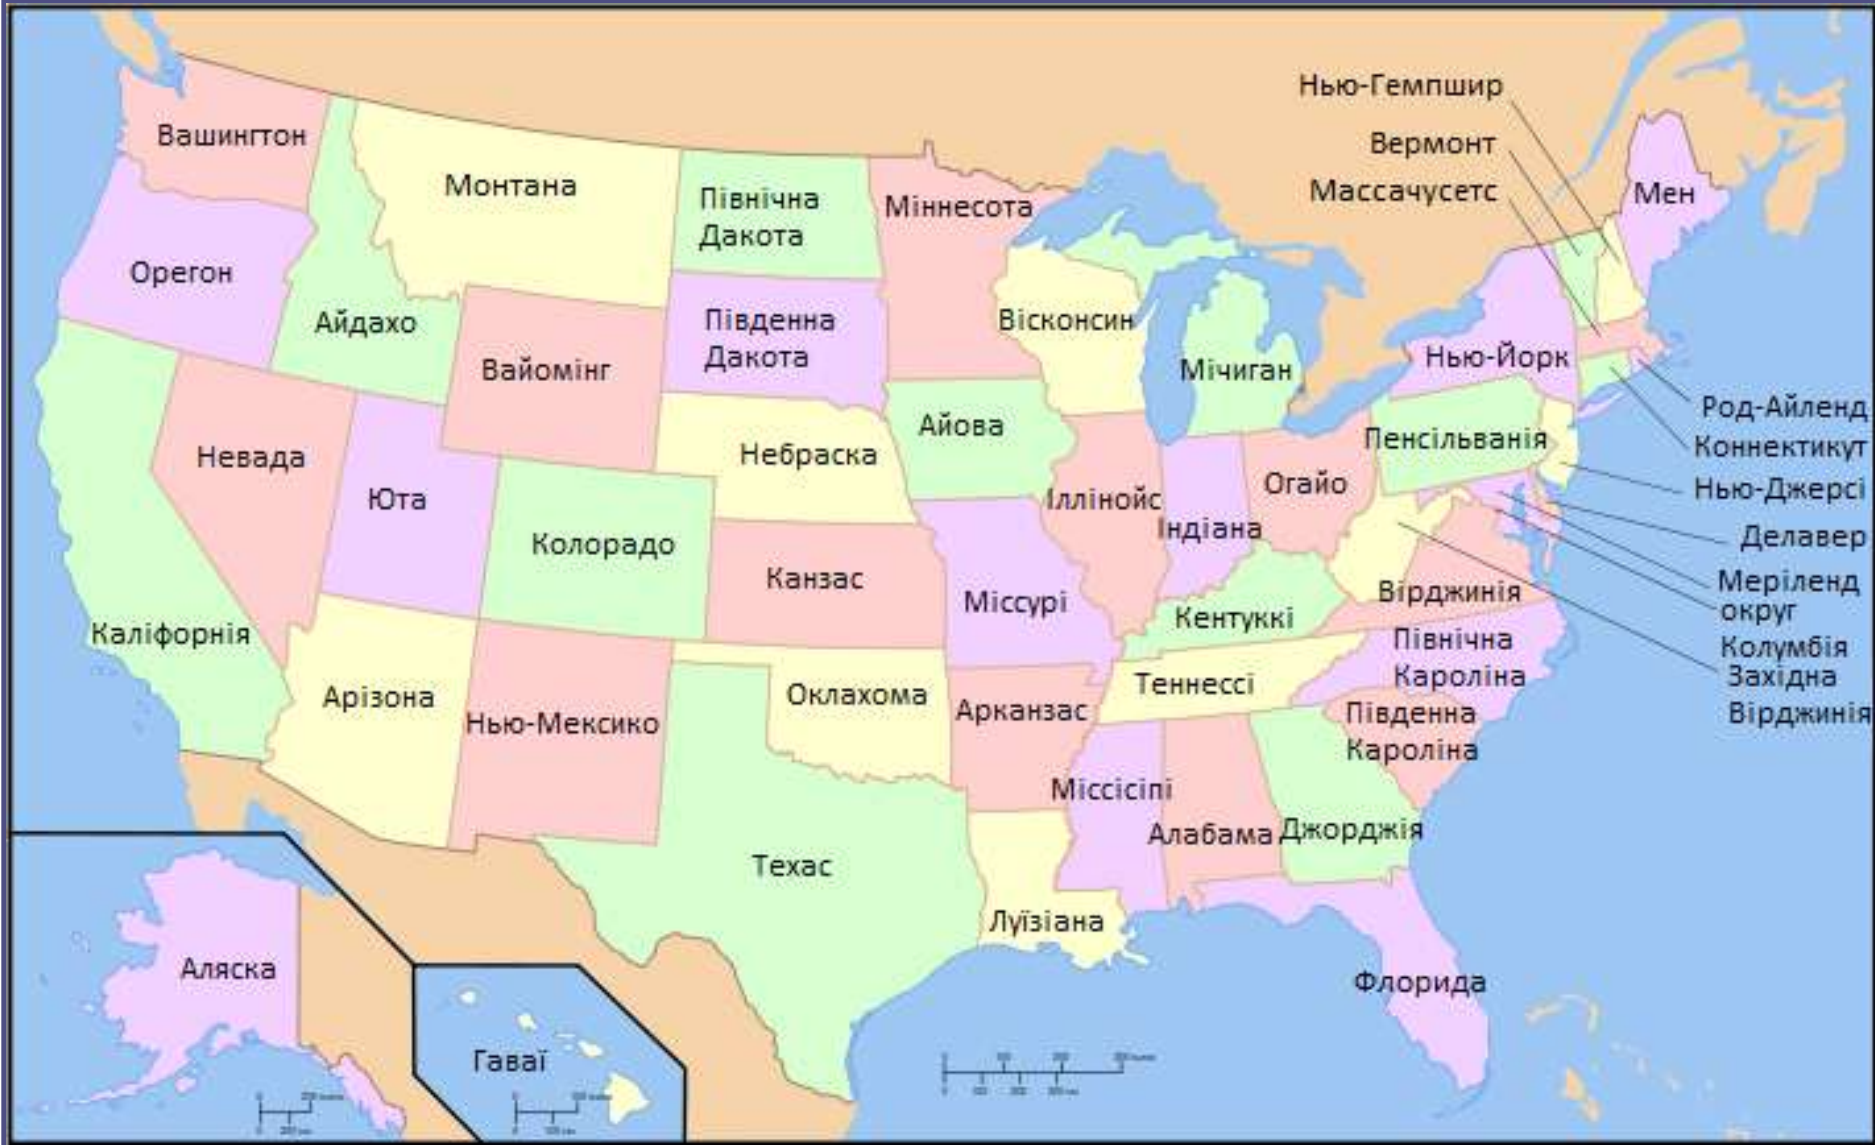 Нью-Гемпшир
Вашингтон
Вермонт
Монтана
Массачусетс
Мен
Північна
Дакота
Міннесота
Орегон
Айдахо
Південна
Дакота
Вісконсин
Вайомінг
Мічиган
Нью-Йорк
Род-Айленд
Айова
Пенсільванія
Коннектикут
Невада
Небраска
Юта
Іллінойс
Огайо
Нью-Джерсі
Індіана
Колорадо
Делавер
Канзас
Меріленд
Міссурі
Вірджинія
округ
Колумбія
Кентуккі
Каліфорнія
Північна
Кароліна
Західна
Вірджинія
Арізона
Нью-Мексико
Оклахома
Арканзас
Теннессі
Південна
Кароліна
Міссісіпі
Алабама
Джорджія
Техас
Луїзіана
Аляска
Флорида
Гаваї